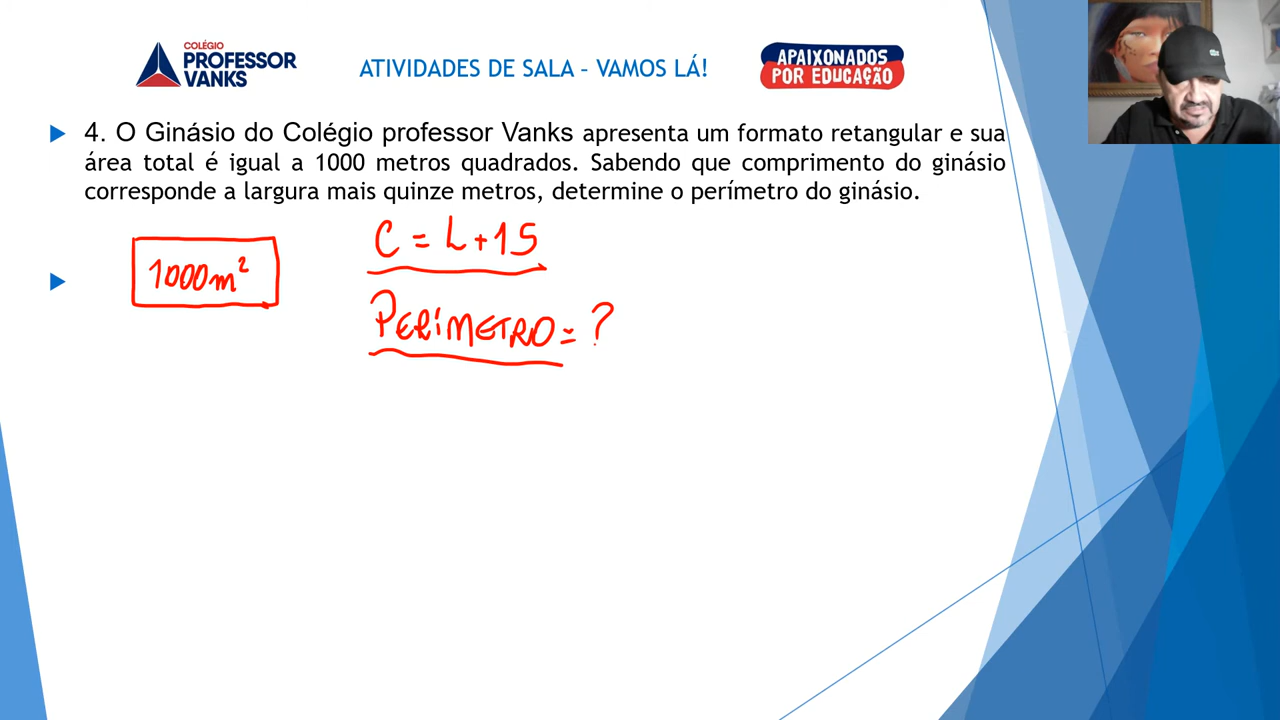 COLÉGIO
PROFESSOR
VANKS
ATIVIDADES DE SALA – VAMOS LÁ!
APAIXONADOS
POR EDUCAÇÃO
4. O Ginásio do Colégio professor Vanks apresenta um formato retangular e sua
área total é igual a 1000 metros quadrados. Sabendo que comprimento do ginásio
corresponde a largura mais quinze metros, determine o perímetro do ginásio.
C = L + 15
1000m²
PERÍMETRO = ?